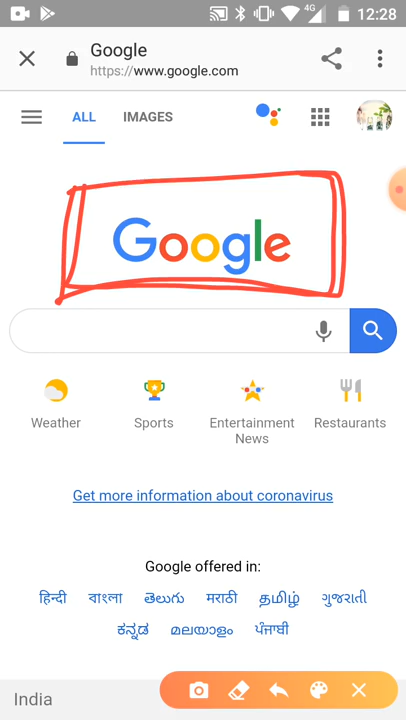 4G 12:28
Google
https://www.google.com
ALL IMAGES
Google
Weather Sports Entertainment News Restaurants
Get more information about coronavirus
Google offered in:
हिन्दी বাংলা తెలుగు मराठी தமிழ் ગુજરાતી
ಕನ್ನಡ മലയാളം ਪੰਜਾਬੀ
India